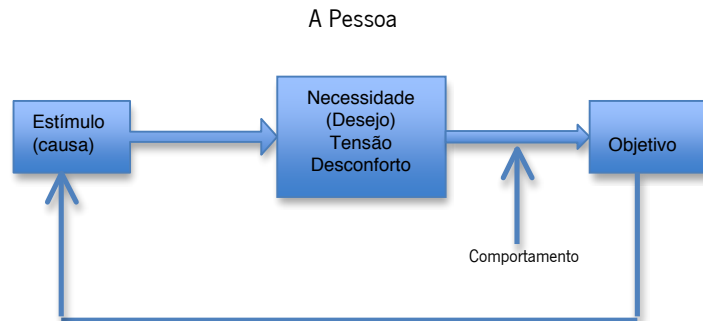 A Pessoa
Estímulo
(causa)
Necessidade
(Desejo)
Tensão
Desconforto
Objetivo
Comportamento